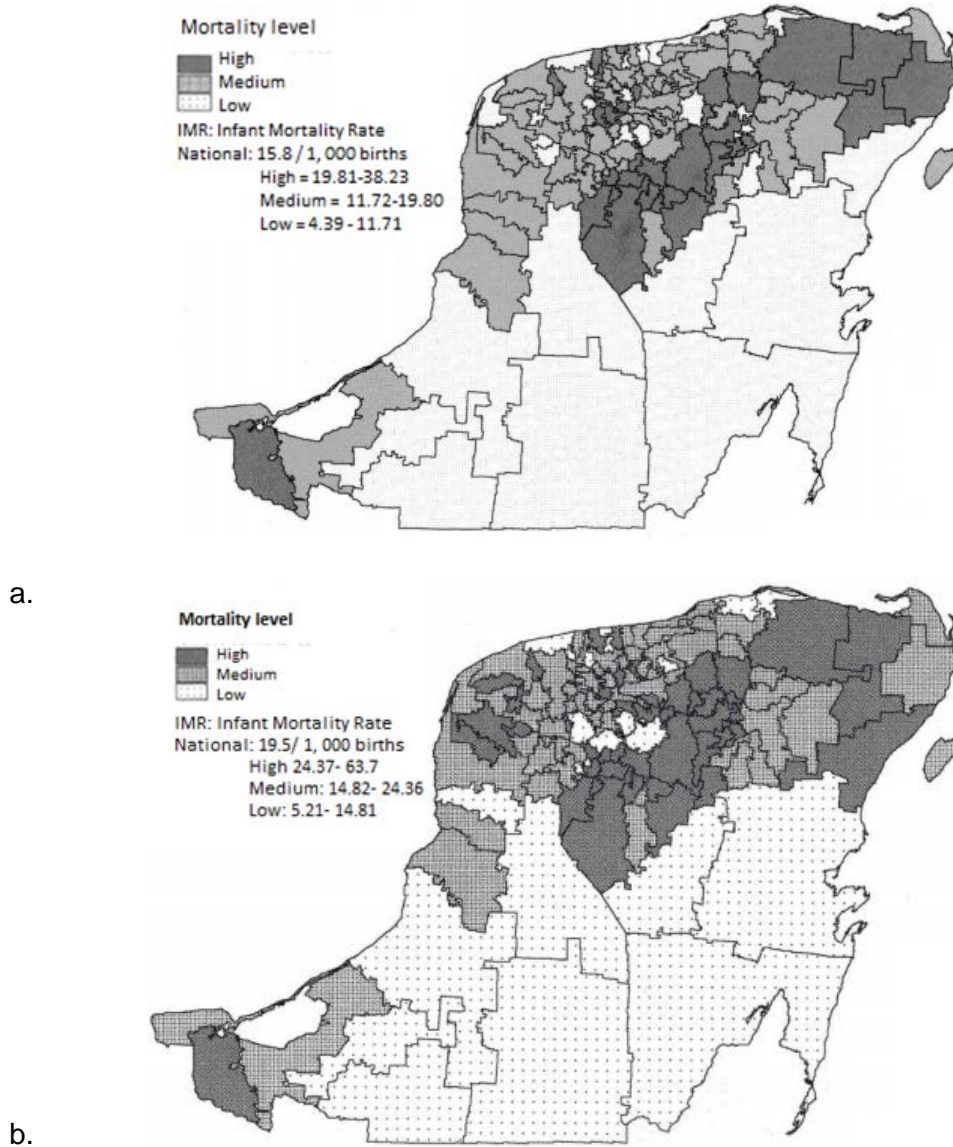 Mortality level
High
Medium
Low
IMR: Infant Mortality Rate
National: 15.8 / 1, 000 births
High = 19.81-38.23
Medium = 11.72-19.80
Low = 4.39 - 11.71
a.
Mortality level
High
Medium
Low
IMR: Infant Mortality Rate
National: 19.5/ 1, 000 births
High 24.37- 63.7
Medium: 14.82- 24.36
Low: 5.21- 14.81
b.